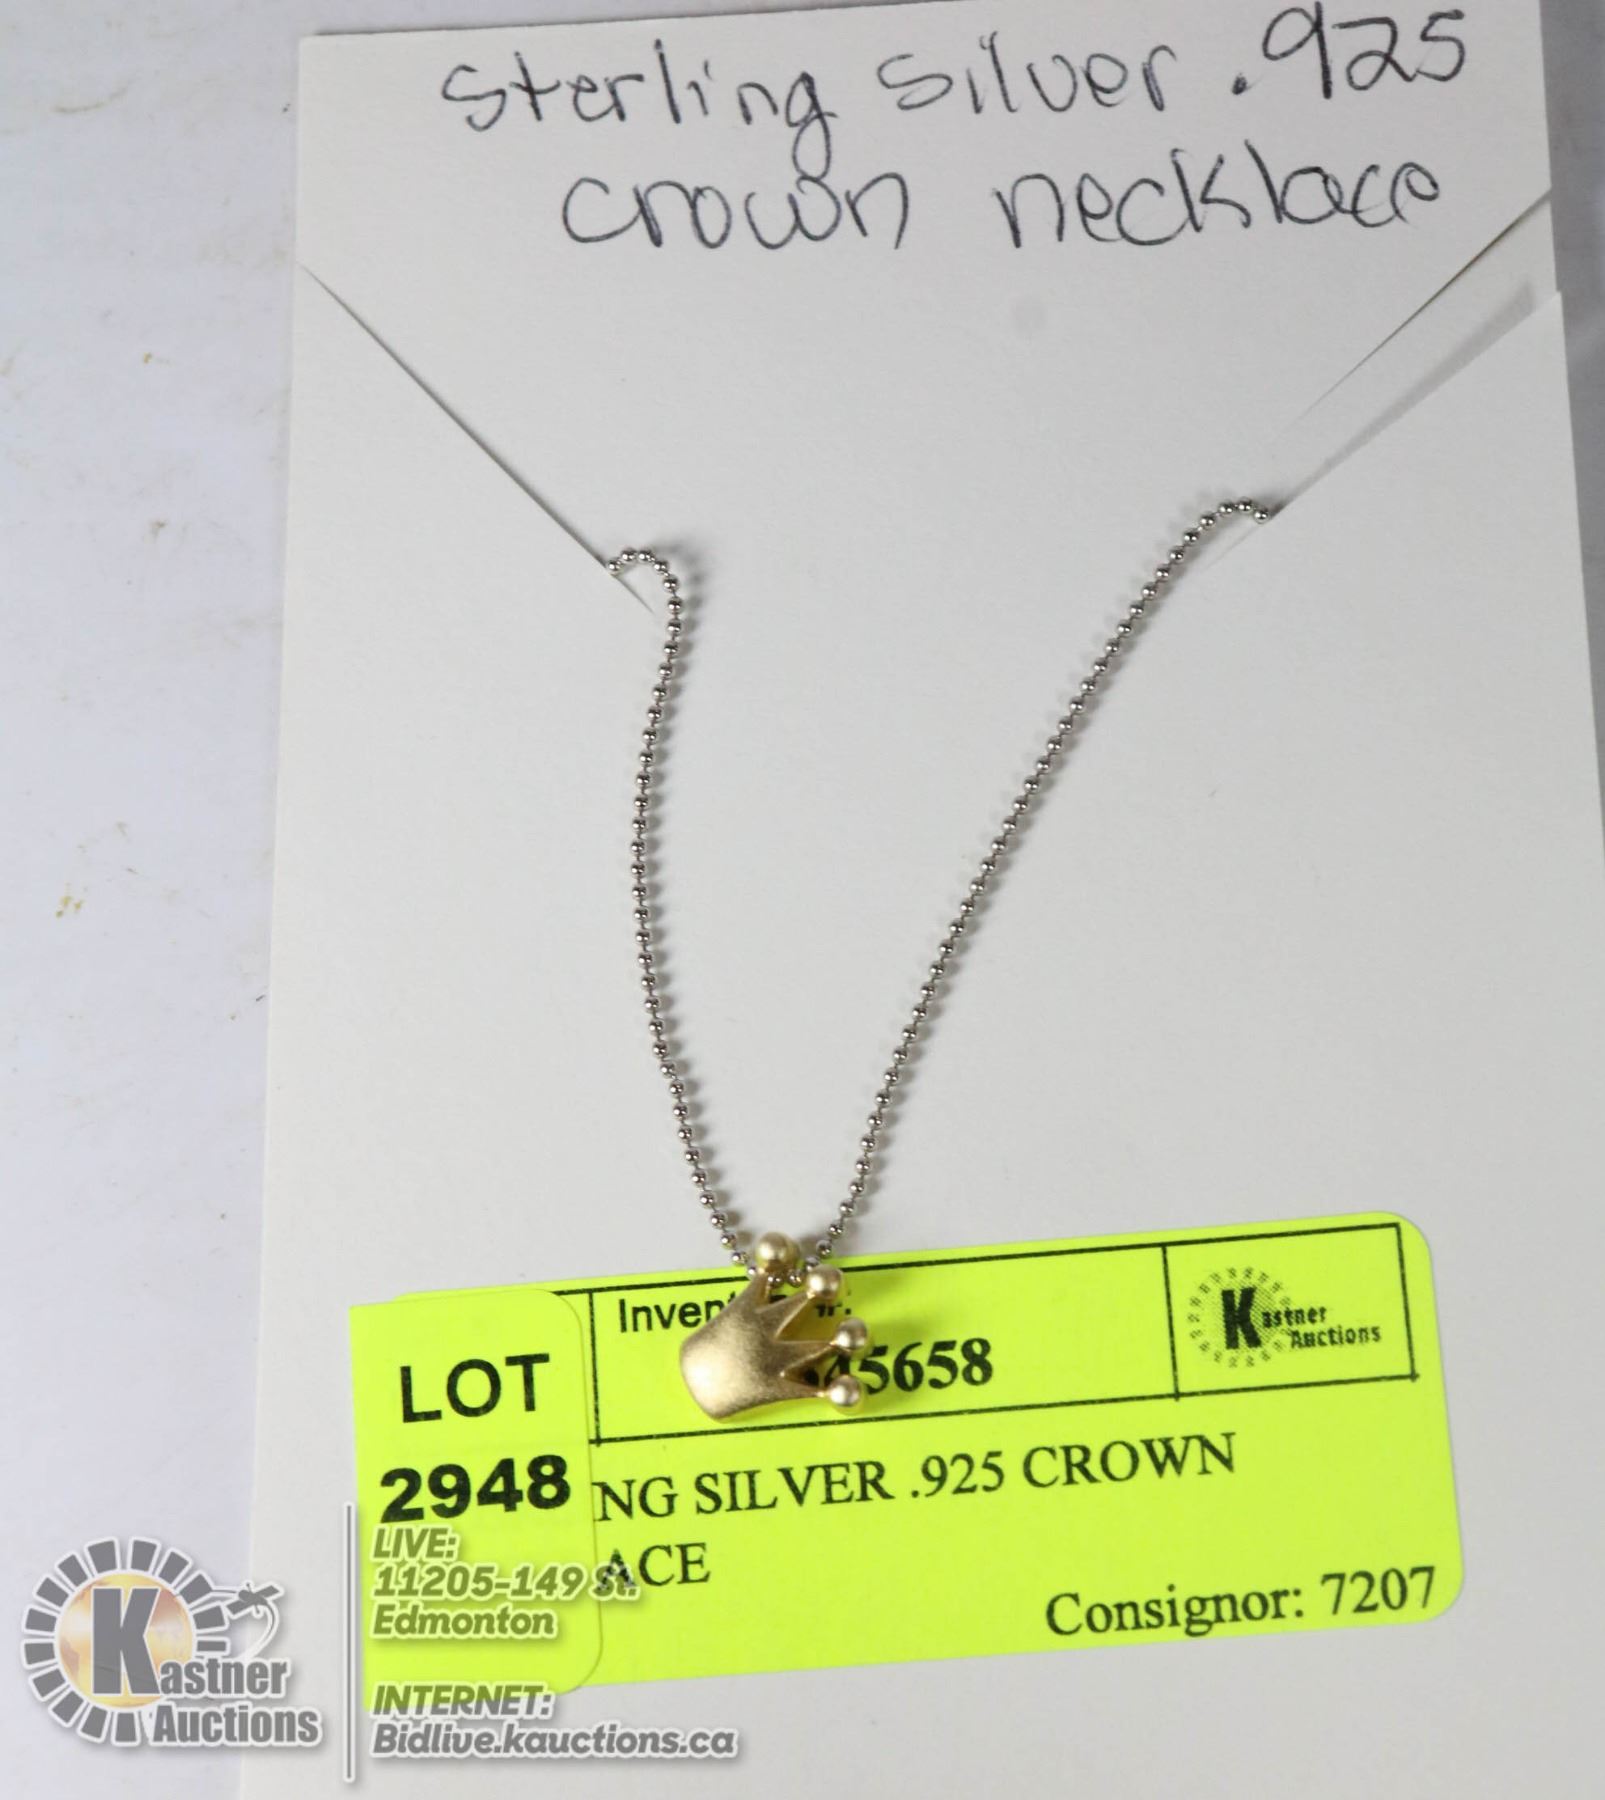 Sterling Silver .925
crown necklace
LOT
2948
45658
Kastner
Auctions
NG SILVER .925 CROWN
ACE
Consignor: 7207
LIVE:
11205-149 St.
Edmonton
INTERNET:
Bidlive.kauctions.ca
Kastner
Auctions